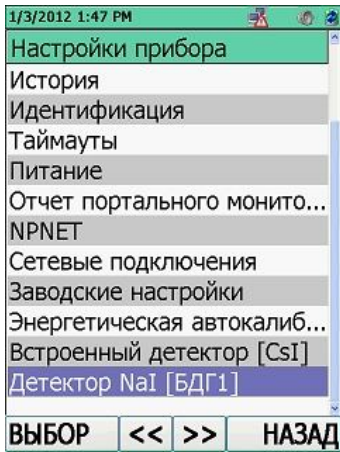 1/3/2012 1:47 PM
Настройки прибора
История
Идентификация
Таймауты
Питание
Отчет портального монито...
NPNET
Сетевые подключения
Заводские настройки
Энергетическая автокалиб...
Встроенный детектор [CsI]
Детектор NaI [БДГ1]
ВЫБОР << >> НАЗАД